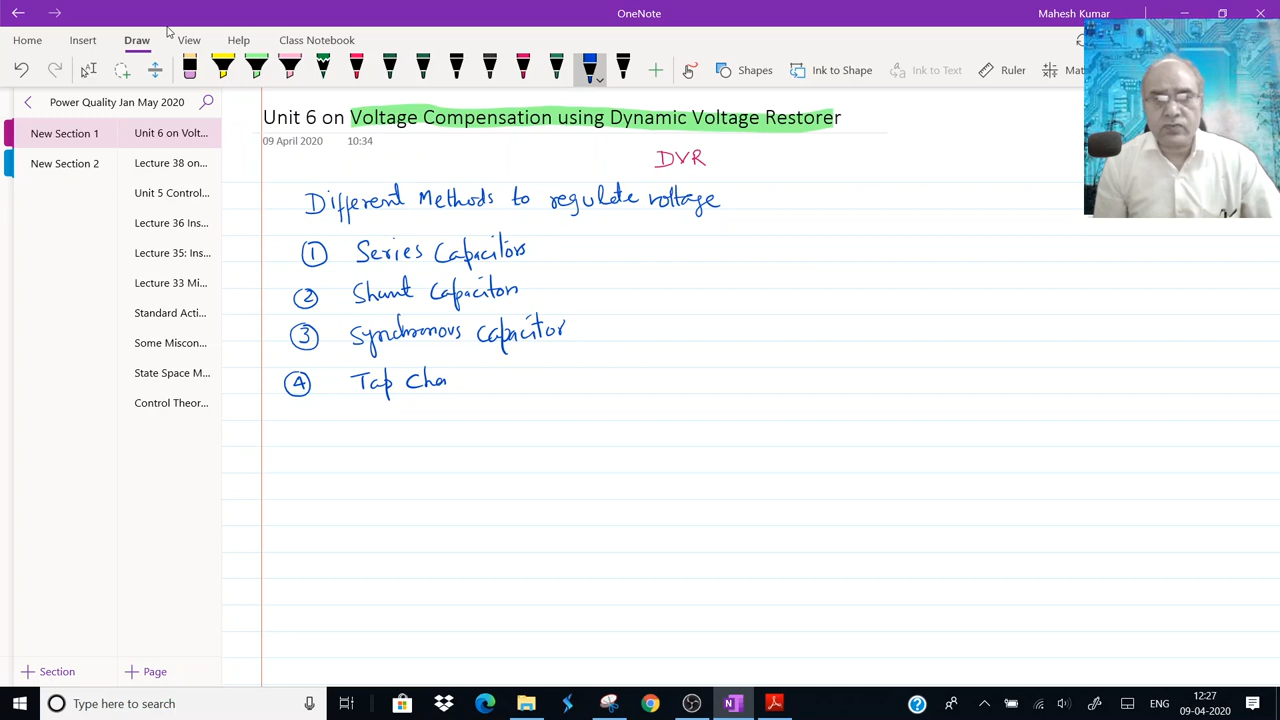 OneNote
Mahesh Kumar
Home Insert Draw View Help Class Notebook
Shapes Ink to Shape Ink to Text Ruler Mat
Power Quality Jan May 2020
New Section 1
New Section 2
Unit 6 on Volt...
Lecture 38 on...
Unit 5 Control...
Lecture 36 Ins...
Lecture 35: Ins...
Lecture 33 Mi...
Standard Acti...
Some Miscon...
State Space M...
Control Theor...
Unit 6 on Voltage Compensation using Dynamic Voltage Restorer
09 April 2020 10:34
DVR
Different Methods to regulate voltage
① Series Capacitors
② Shunt Capacitors
③ Synchronous Capacitor
④ Tap Cha
+ Section + Page
Type here to search
ENG
12:27
09-04-2020